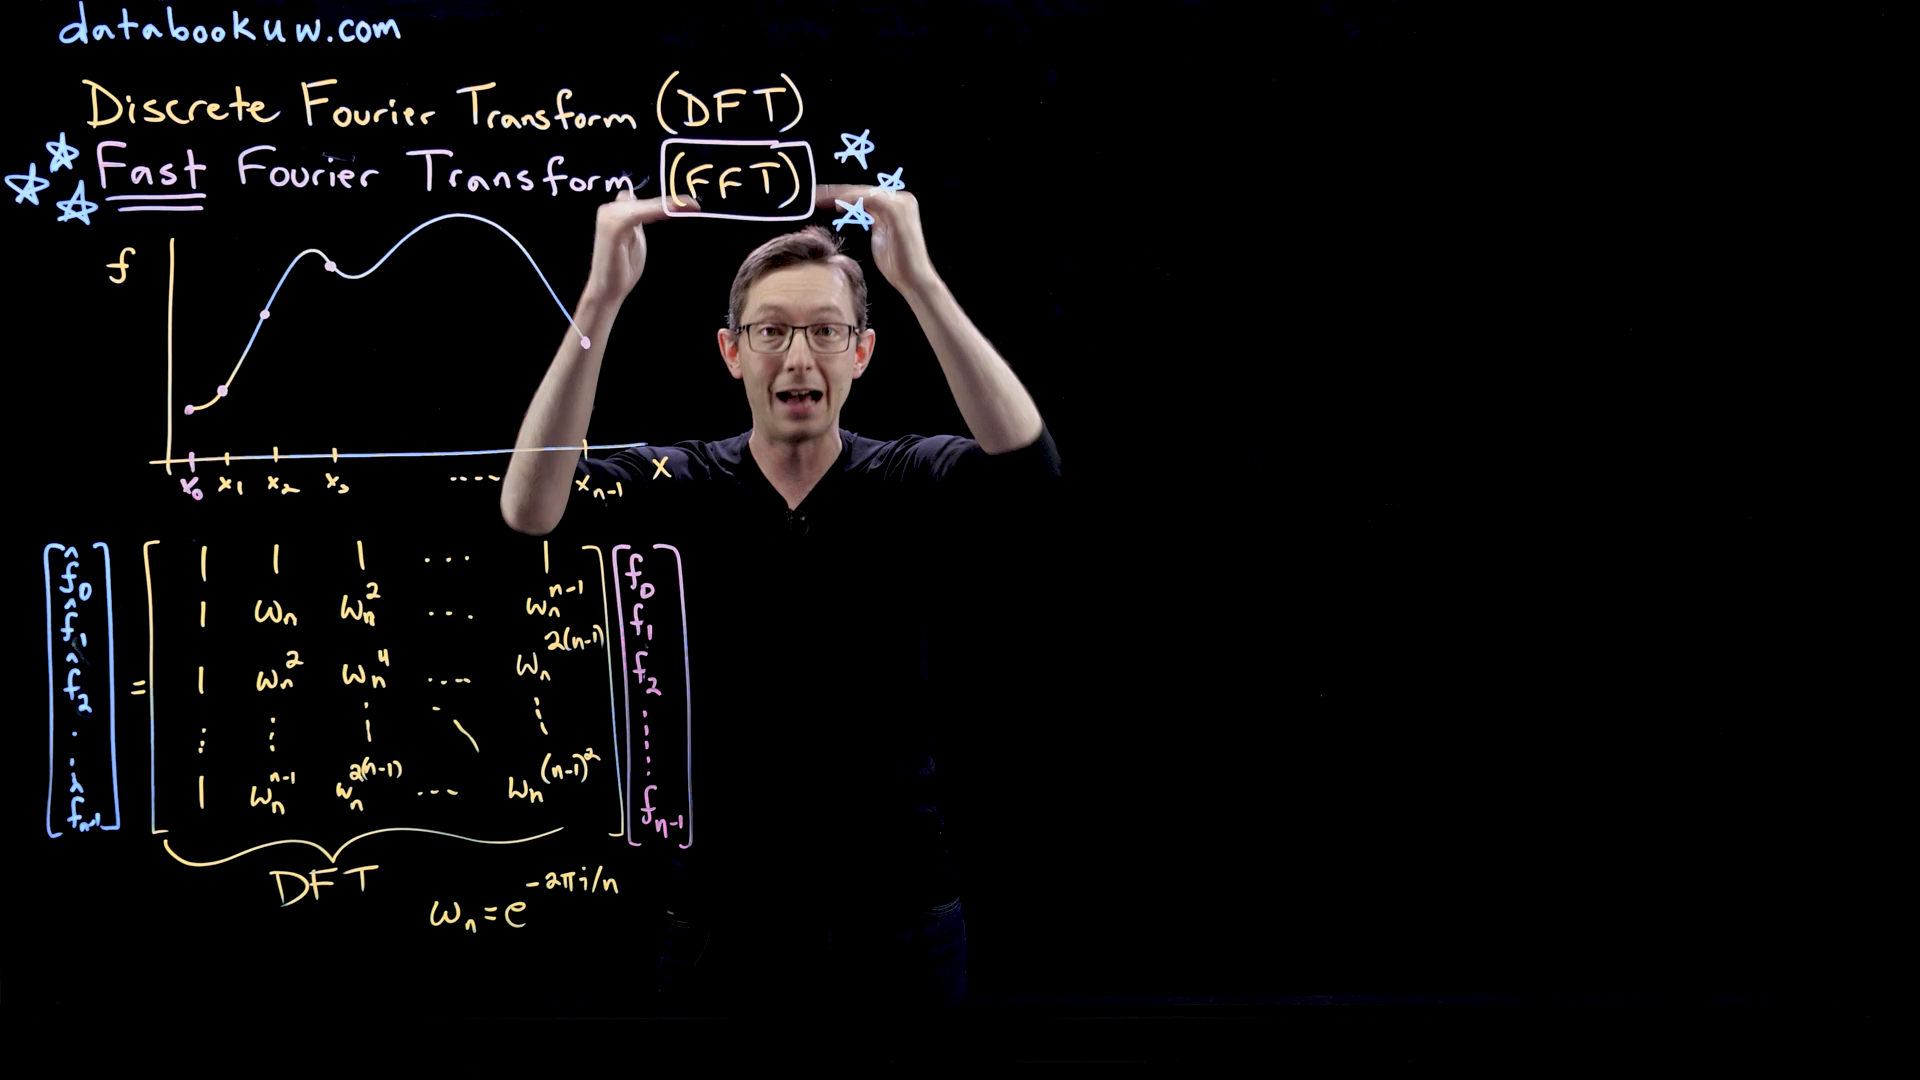 databookuw.com
Discrete Fourier Transform (DFT)
Fast Fourier Transform (FFT)
f
x₀ x₁ x₂ x₃ .... xₙ₋₁ x
[f̂₀ f̂₁ f̂₂ ⋮ f̂ₙ₋₁] = [
1 1 1 ... 1
1 ωₙ ωₙ² ... ωₙⁿ⁻¹
1 ωₙ² ωₙ⁴ .... ωₙ²⁽ⁿ⁻¹⁾
⋮ ⋮ ⋮ ⋱ ⋮
1 ωₙⁿ⁻¹ ωₙ²⁽ⁿ⁻¹⁾ ... ωₙ⁽ⁿ⁻¹⁾²
] [f₀ f₁ f₂ ⋮ fₙ₋₁]
DFT
ωₙ = e^(-2πi/n)